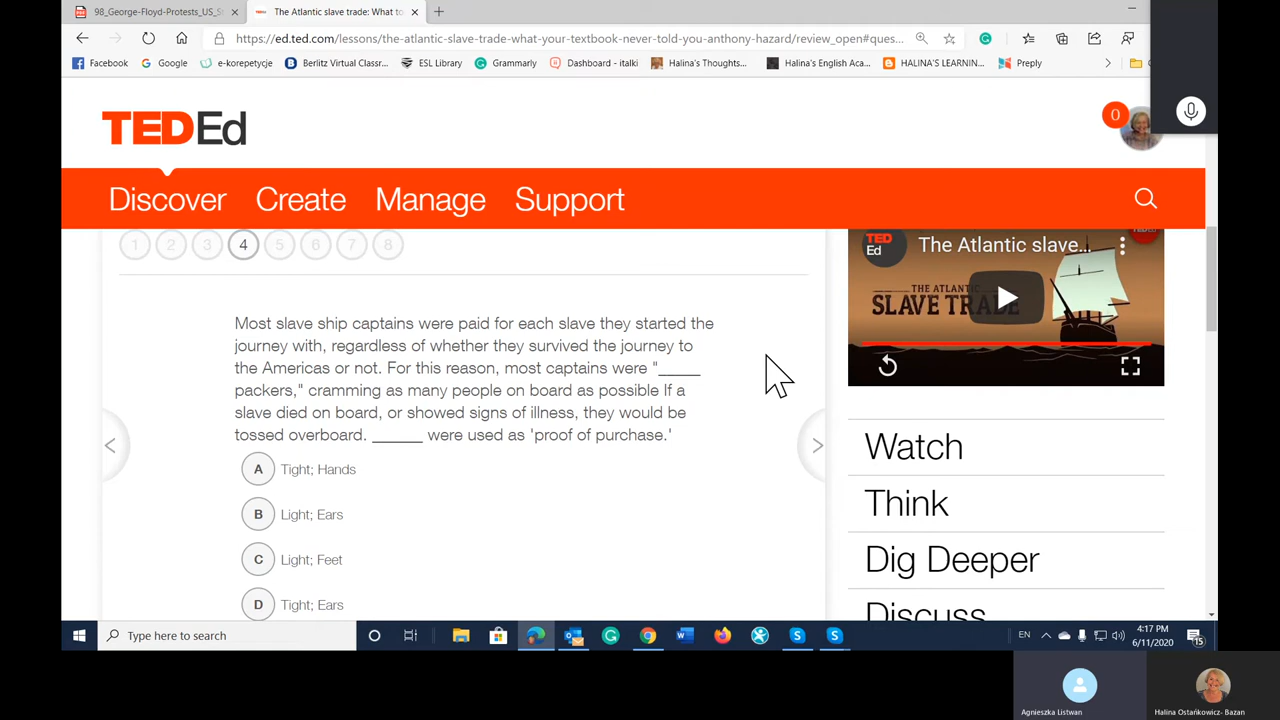 98_George-Floyd-Protests_US_S
The Atlantic slave trade: What to
https://ed.ted.com/lessons/the-atlantic-slave-trade-what-your-textbook-never-told-you-anthony-hazard/review_open#ques...
Facebook
Google
e-korepetycje
Berlitz Virtual Classr...
ESL Library
Grammarly
Dashboard - italki
Halina's Thoughts...
Halina's English Aca...
HALINA'S LEARNIN...
Preply
TEDEd
0
Discover Create Manage Support
1 2 3 4 5 6 7 8
Most slave ship captains were paid for each slave they started the
journey with, regardless of whether they survived the journey to
the Americas or not. For this reason, most captains were "_____
packers," cramming as many people on board as possible If a
slave died on board, or showed signs of illness, they would be
tossed overboard. ______ were used as 'proof of purchase.'
A Tight; Hands
B Light; Ears
C Light; Feet
D Tight; Ears
TED Ed
The Atlantic slave...
THE ATLANTIC
SLAVE TRADE
Watch
Think
Dig Deeper
Discuss
Type here to search
EN
4:17 PM
6/11/2020
15
Agnieszka Listwan
Halina Ostańkowicz- Bazan